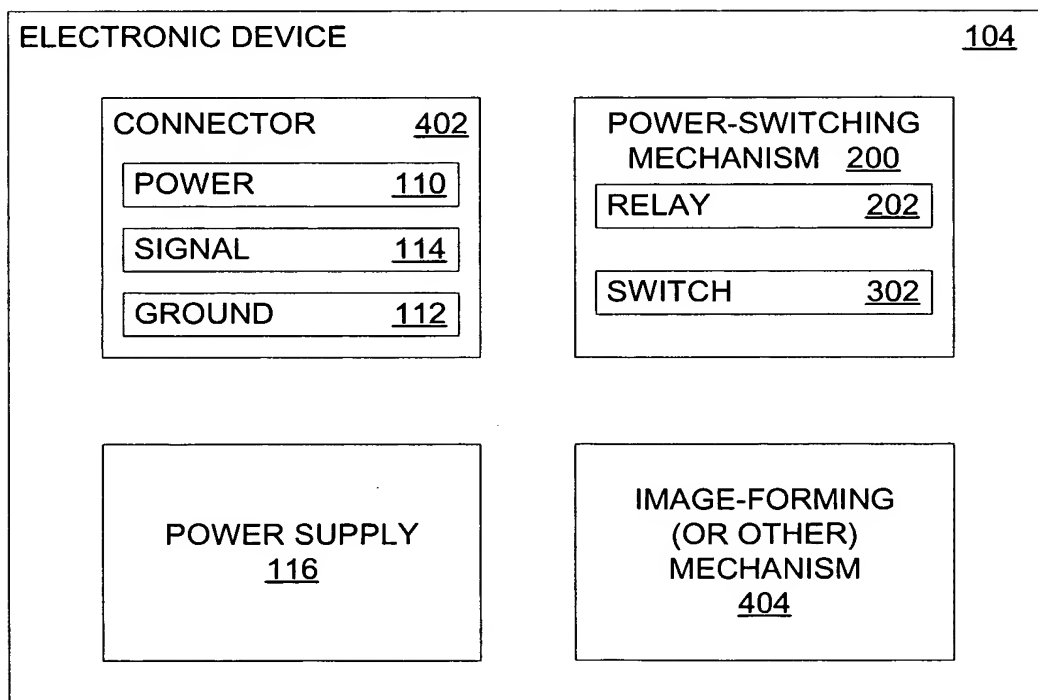 ELECTRONIC DEVICE 104
CONNECTOR 402
POWER 110
SIGNAL 114
GROUND 112
POWER-SWITCHING
MECHANISM 200
RELAY 202
SWITCH 302
POWER SUPPLY
116
IMAGE-FORMING
(OR OTHER)
MECHANISM
404